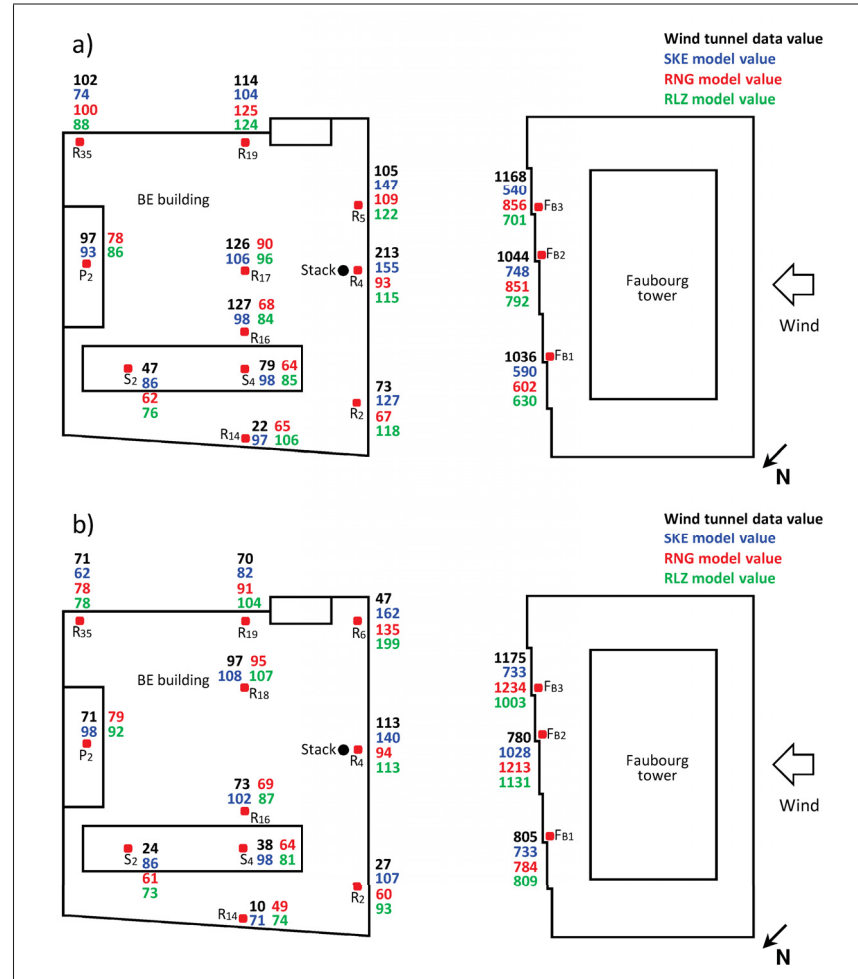 a)
Wind tunnel data value
SKE model value
RNG model value
RLZ model value
102
74
100
88
114
104
125
124
R35
R19
105
147
109
122
R5
BE building
1168
540
856
701
FB3
97 78
93 86
P2
126 90
106 96
R17
Stack
213
155
93
115
R4
1044
748
851
792
FB2
Faubourg
tower
Wind
127 68
98 84
R16
S2
47
86
62
76
79 64
98 85
S4
1036
590
602
630
FB1
73
127
67
118
R2
22 65
97 106
R14
N
b)
Wind tunnel data value
SKE model value
RNG model value
RLZ model value
71
62
78
78
70
82
91
104
47
162
135
199
R35
R19
R6
BE building
97 95
108 107
R18
1175
733
1234
1003
FB3
71 79
98 92
P2
Stack
113
140
94
113
R4
780
1028
1213
1131
FB2
Faubourg
tower
Wind
73 69
102 87
R16
S2
24
86
61
73
38 64
98 81
S4
805
733
784
809
FB1
27
107
60
93
R2
10 49
71 74
R14
N